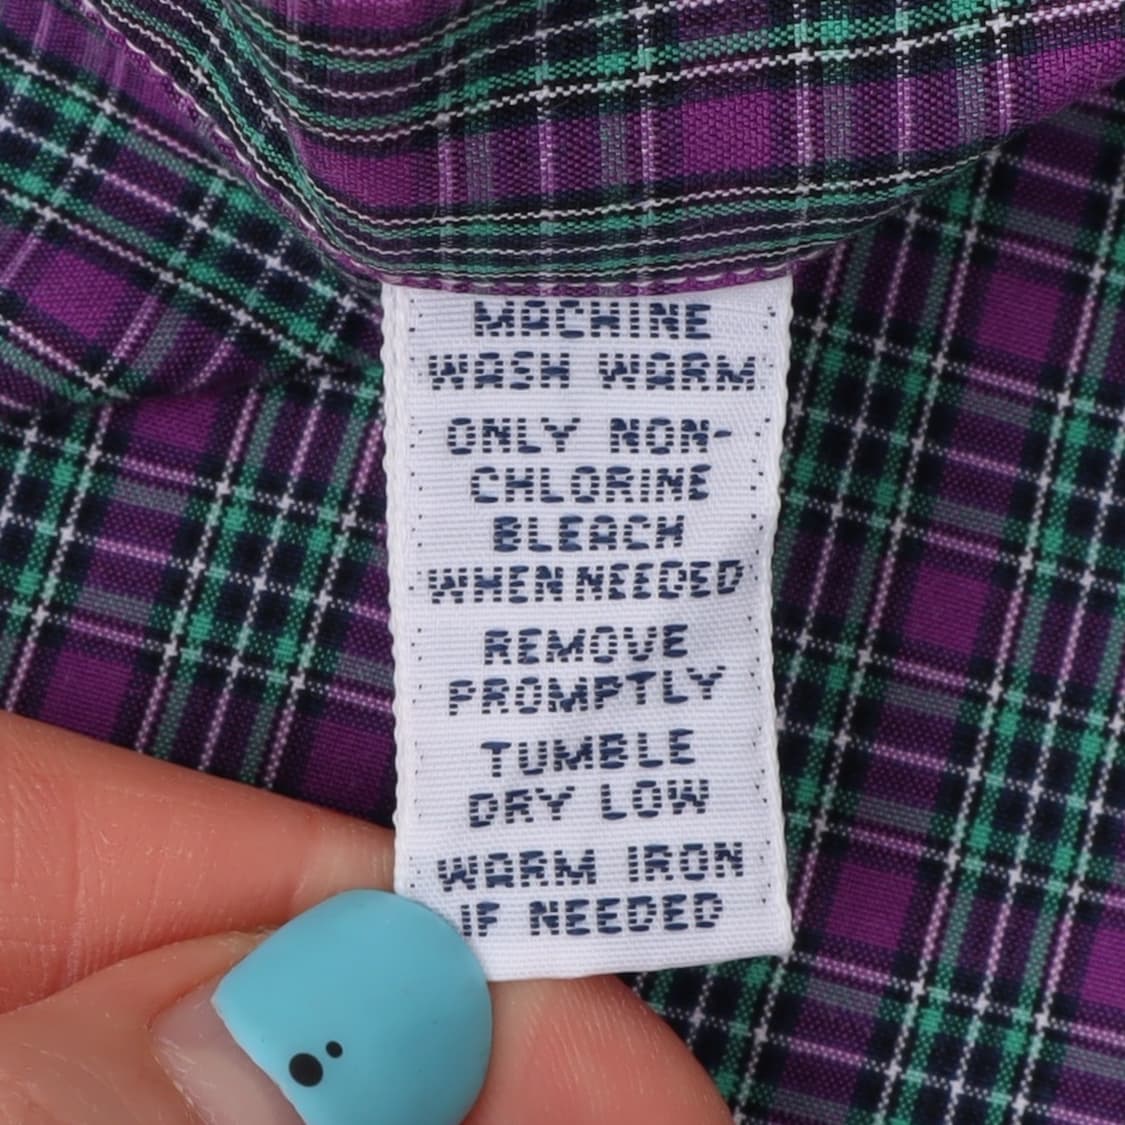 MACHINE
WASH WARM
ONLY NON-
CHLORINE
BLEACH
WHEN NEEDED
REMOVE
PROMPTLY
TUMBLE
DRY LOW
WARM IRON
IF NEEDED